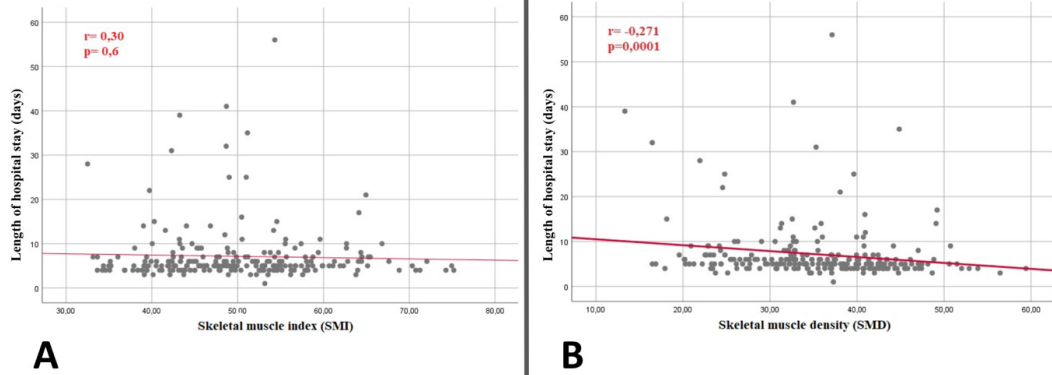 r= 0,30
p= 0,6
Length of hospital stay (days)
60
50
40
30
20
10
0
30,00 40,00 50,00 60,00 70,00 80,00
Skeletal muscle index (SMI)
A
r= -0,271
p=0,0001
Length of hospital stay (days)
60
50
40
30
20
10
0
10,00 20,00 30,00 40,00 50,00 60,00
Skeletal muscle density (SMD)
B